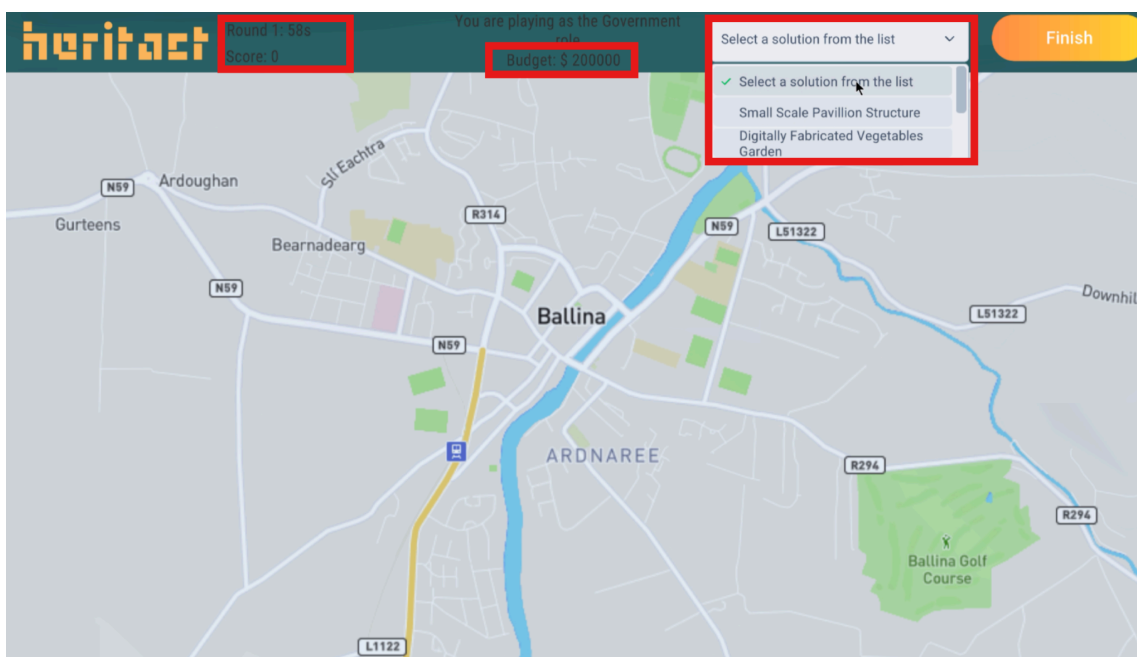 heritact
Round 1: 58s
Score: 0
You are playing as the Government
role
Budget: $ 200000
Select a solution from the list
Finish
Select a solution from the list
Small Scale Pavillion Structure
Digitally Fabricated Vegetables
Garden
Slí Eachtra
N59
Ardoughan
Gurteens
R314
N59
L51322
Bearnadearg
N59
Downhil
Ballina
L51322
N59
ARDNAREE
R294
R294
Ballina Golf
Course
L1122